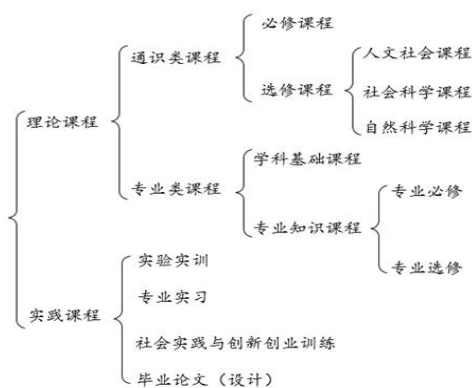 必修课程
通识类课程
人文社会课程
选修课程
社会科学课程
理论课程
自然科学课程
学科基础课程
专业类课程
专业必修
专业知识课程
专业选修
实验实训
专业实习
实践课程
社会实践与创新创业训练
毕业论文（设计）